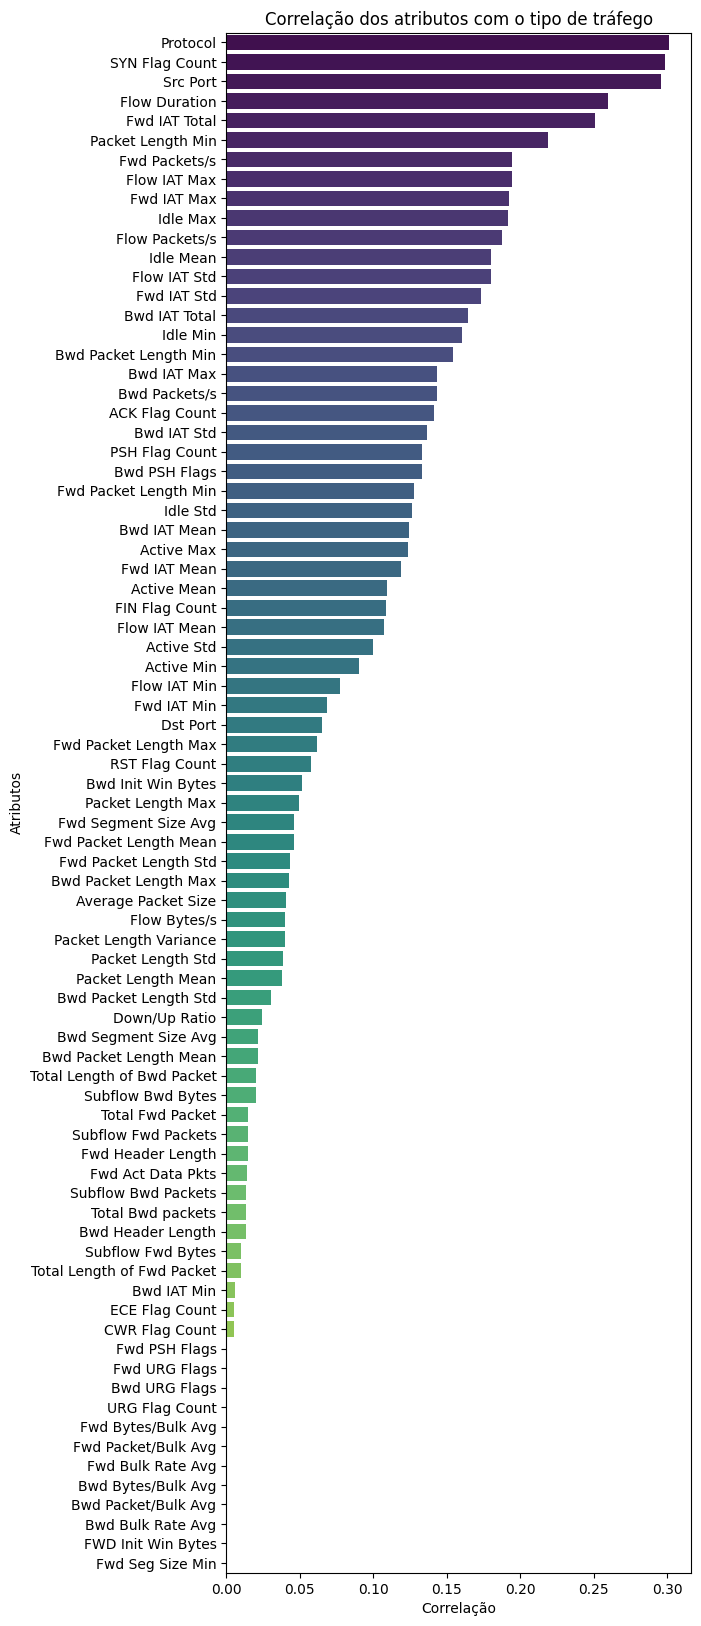 Correlação dos atributos com o tipo de tráfego
Protocol
SYN Flag Count
Src Port
Flow Duration
Fwd IAT Total
Packet Length Min
Fwd Packets/s
Flow IAT Max
Fwd IAT Max
Idle Max
Flow Packets/s
Idle Mean
Flow IAT Std
Fwd IAT Std
Bwd IAT Total
Idle Min
Bwd Packet Length Min
Bwd IAT Max
Bwd Packets/s
ACK Flag Count
Bwd IAT Std
PSH Flag Count
Bwd PSH Flags
Fwd Packet Length Min
Idle Std
Bwd IAT Mean
Active Max
Fwd IAT Mean
Active Mean
FIN Flag Count
Flow IAT Mean
Active Std
Active Min
Flow IAT Min
Fwd IAT Min
Dst Port
Fwd Packet Length Max
RST Flag Count
Bwd Init Win Bytes
Packet Length Max
Fwd Segment Size Avg
Fwd Packet Length Mean
Fwd Packet Length Std
Bwd Packet Length Max
Average Packet Size
Flow Bytes/s
Packet Length Variance
Packet Length Std
Packet Length Mean
Bwd Packet Length Std
Down/Up Ratio
Bwd Segment Size Avg
Bwd Packet Length Mean
Total Length of Bwd Packet
Subflow Bwd Bytes
Total Fwd Packet
Subflow Fwd Packets
Fwd Header Length
Fwd Act Data Pkts
Subflow Bwd Packets
Total Bwd packets
Bwd Header Length
Subflow Fwd Bytes
Total Length of Fwd Packet
Bwd IAT Min
ECE Flag Count
CWR Flag Count
Fwd PSH Flags
Fwd URG Flags
Bwd URG Flags
URG Flag Count
Fwd Bytes/Bulk Avg
Fwd Packet/Bulk Avg
Fwd Bulk Rate Avg
Bwd Bytes/Bulk Avg
Bwd Packet/Bulk Avg
Bwd Bulk Rate Avg
FWD Init Win Bytes
Fwd Seg Size Min
Atributos
0.00 0.05 0.10 0.15 0.20 0.25 0.30
Correlação